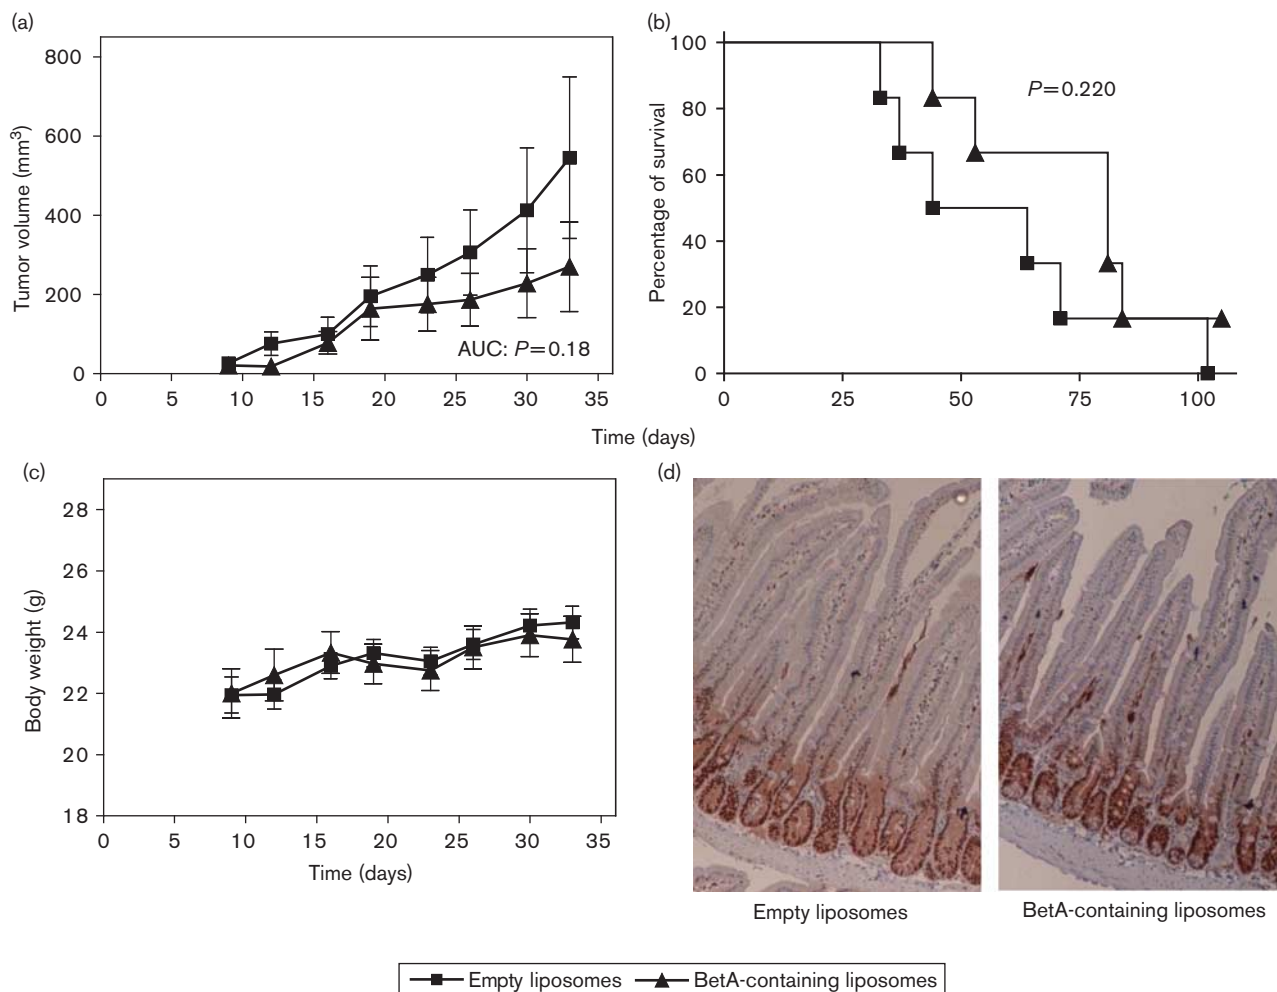 (a)
800
600
400
200
0
Tumor volume (mm³)
0 5 10 15 20 25 30 35
AUC: P=0.18
(b)
100
80
60
40
20
0
Percentage of survival
P=0.220
0 25 50 75 100
Time (days)
(c)
28
26
24
22
20
18
Body weight (g)
0 5 10 15 20 25 30 35
Time (days)
(d)
Empty liposomes
BetA-containing liposomes
Empty liposomes BetA-containing liposomes